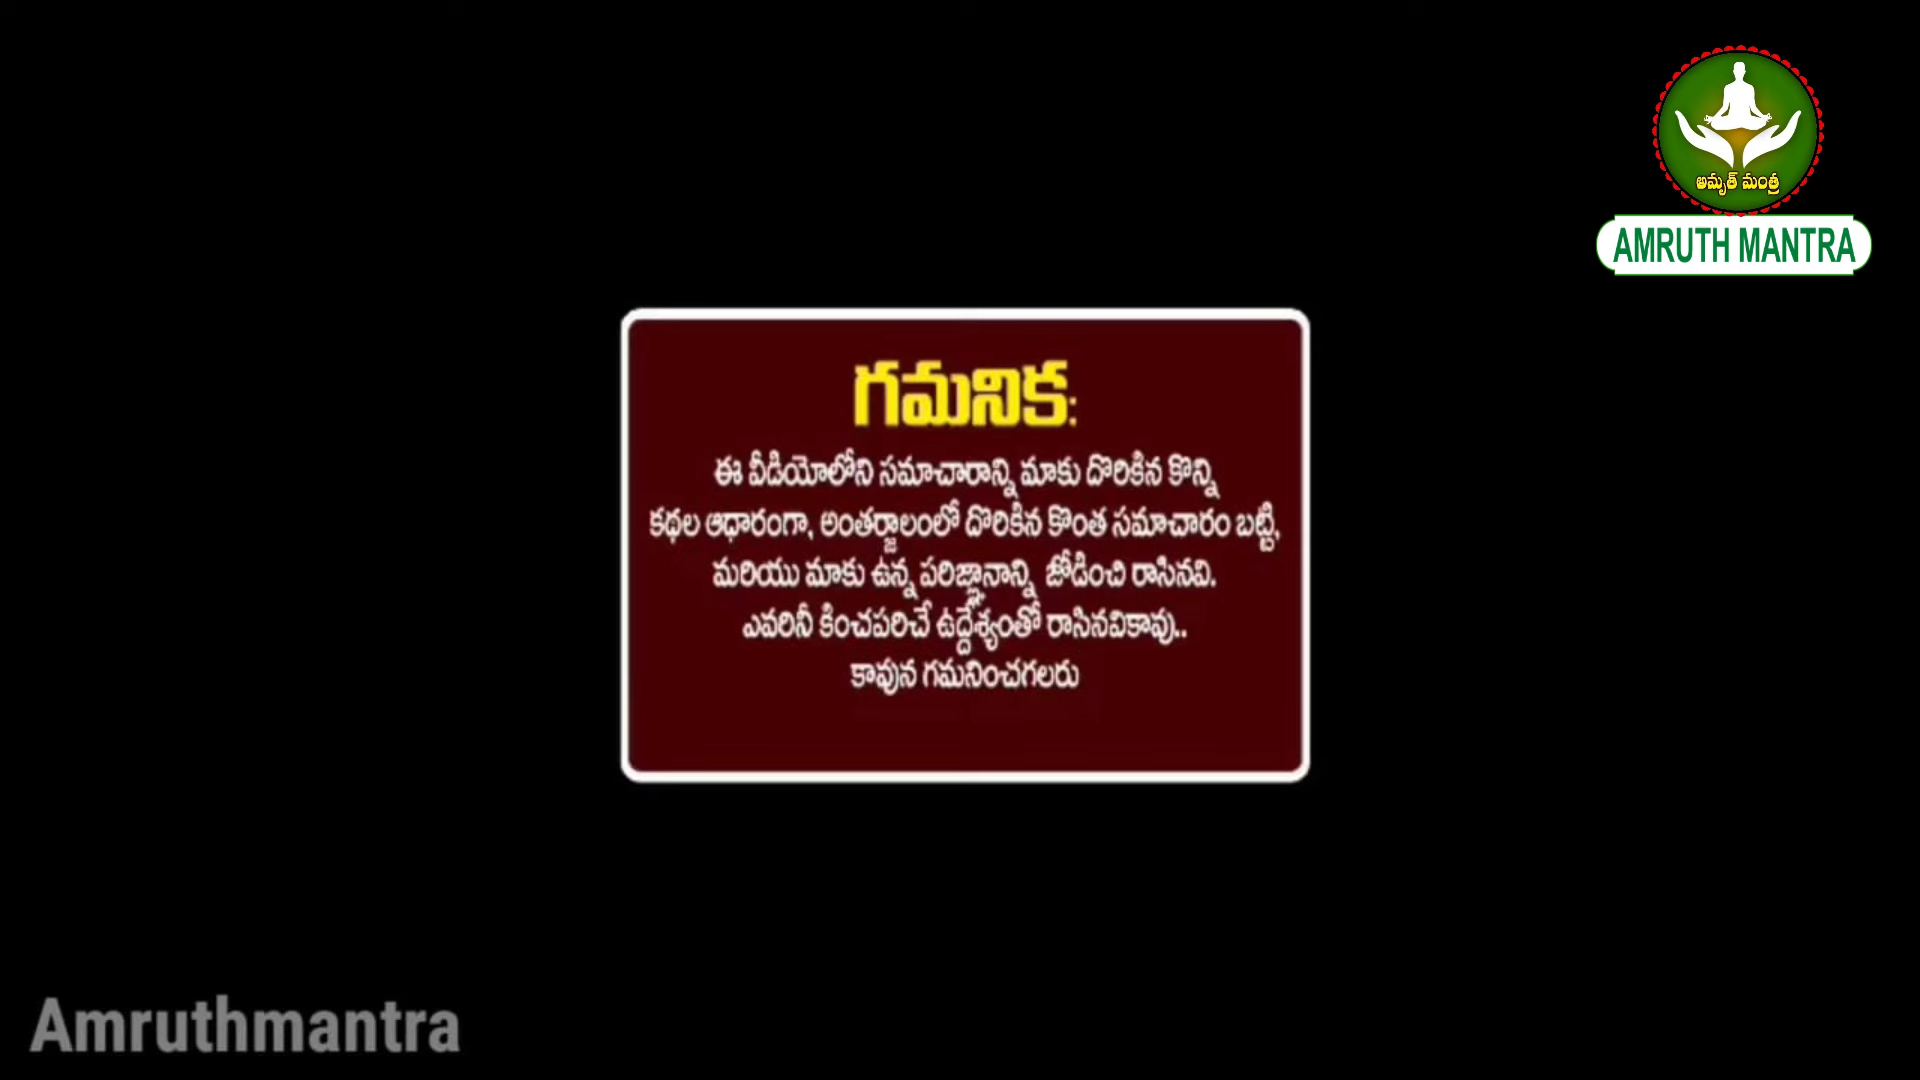 అమృత్ మంత్ర
AMRUTH MANTRA
గమనిక:
ఈ వీడియోలోని సమాచారాన్ని మాకు దొరికిన కొన్ని
కథల ఆధారంగా, అంతర్జాలంలో దొరికిన కొంత సమాచారం బట్టి,
మరియు మాకు ఉన్న పరిజ్ఞానాన్ని జోడించి రాసినవి.
ఎవరినీ కించపరిచే ఉద్దేశ్యంతో రాసినవికావు..
కావున గమనించగలరు
Amruthmantra